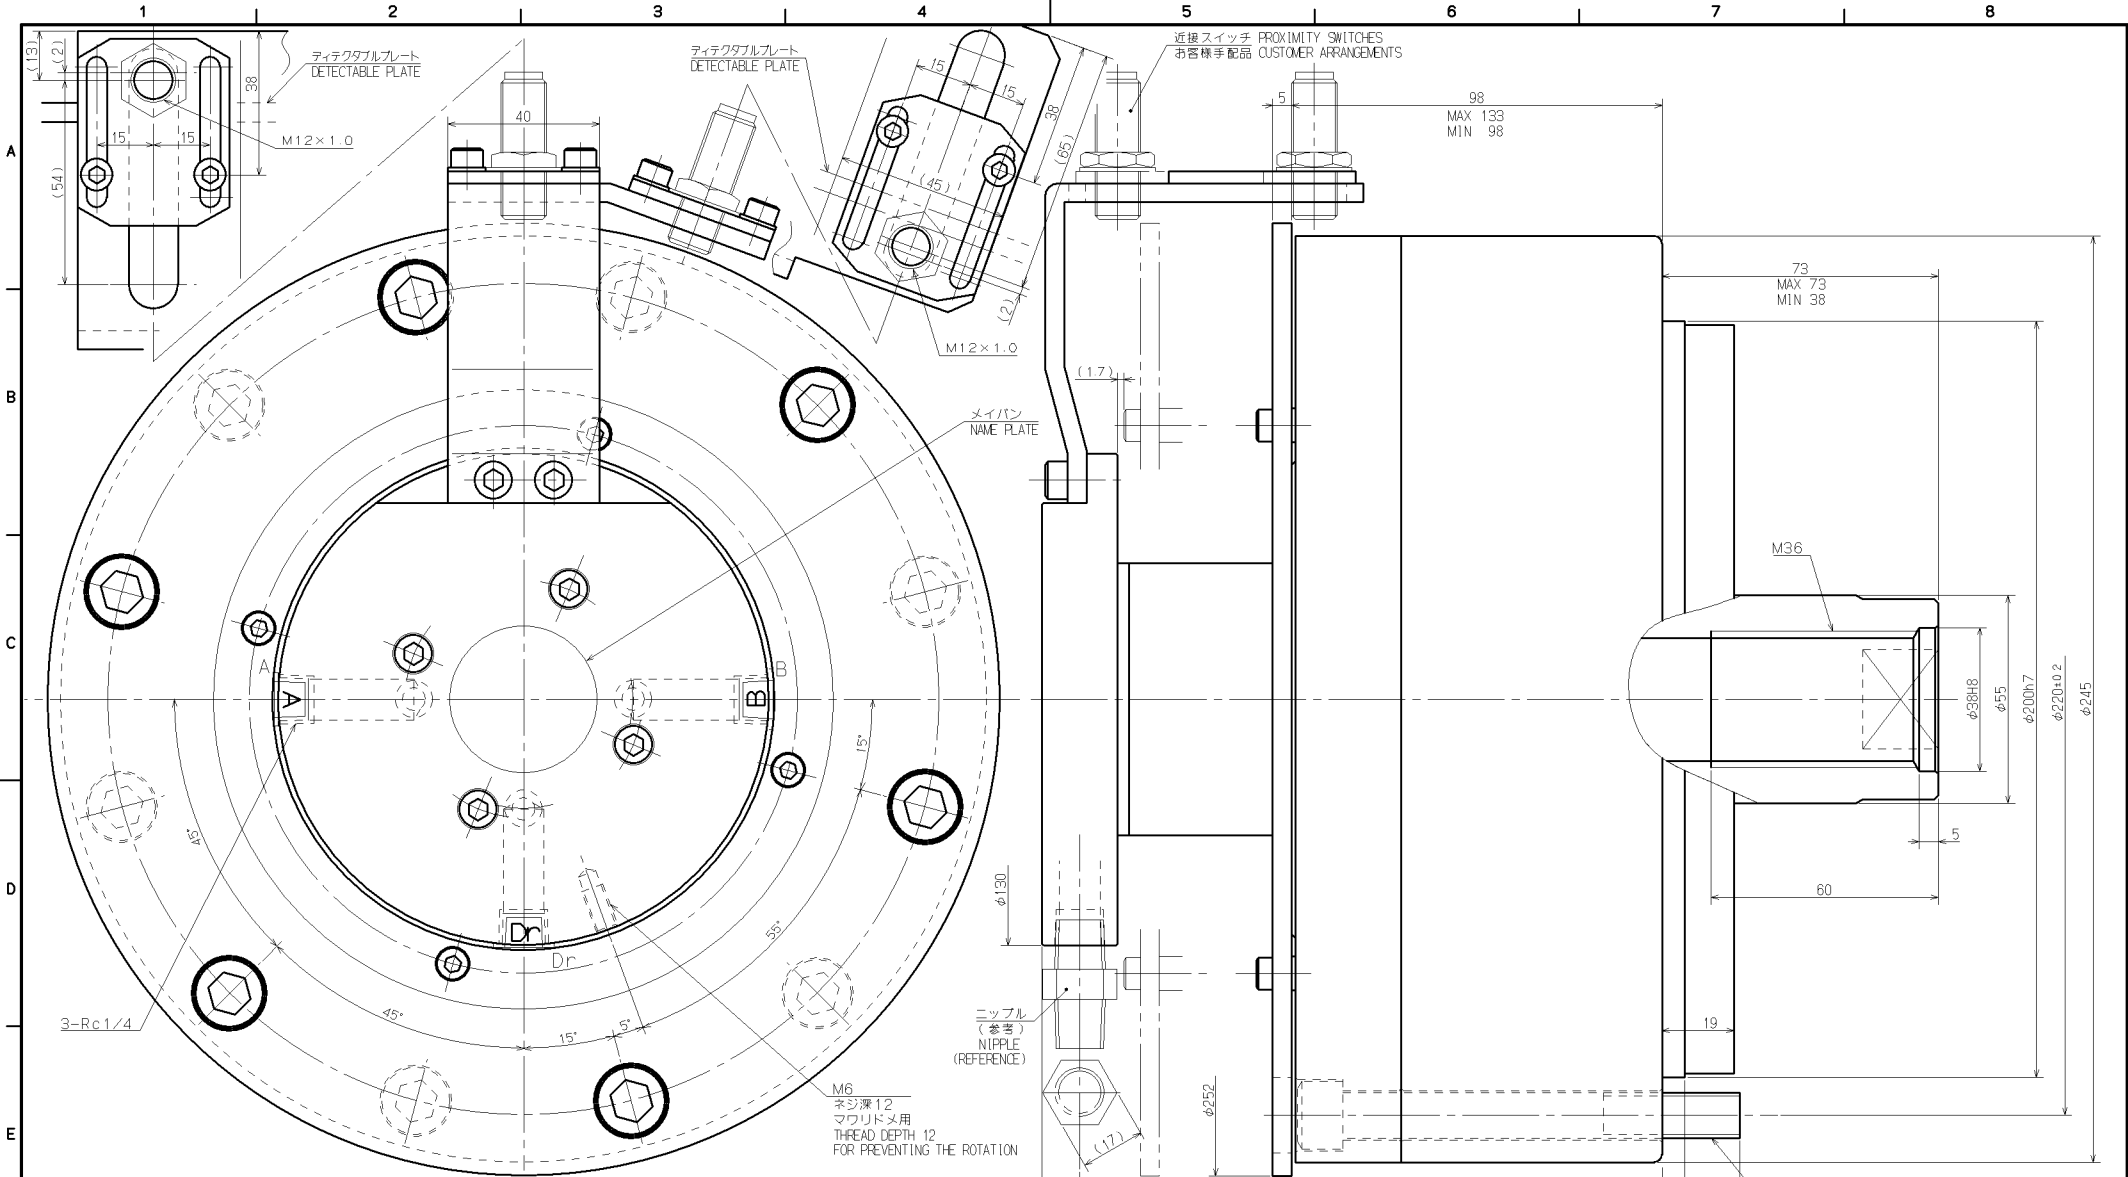 1 2 3 4 5 6 7 8
A
B
C
D
E
(13)
(2)
38
ディテクタブルプレート
DETECTABLE PLATE
15 15
M12×1.0
(54)
40
ディテクタブルプレート
DETECTABLE PLATE
15
15
38
(65)
(45)
(2)
M12×1.0
近接スイッチ PROXIMITY SWITCHES
お客様手配品 CUSTOMER ARRANGEMENTS
5
98
MAX 133
MIN 98
73
MAX 73
MIN 38
(1.7)
メイバン
NAME PLATE
M36
A
A
B
B
Dr
Dr
15°
45°
55°
45°
15°
5°
3-Rc1/4
M6
ネジ深12
マワリドメ用
THREAD DEPTH 12
FOR PREVENTING THE ROTATION
φ130
ニップル
(参考)
NIPPLE
(REFERENCE)
(17)
φ252
φ38H8
φ55
φ200h7
φ220±0.2
φ245
5
60
19